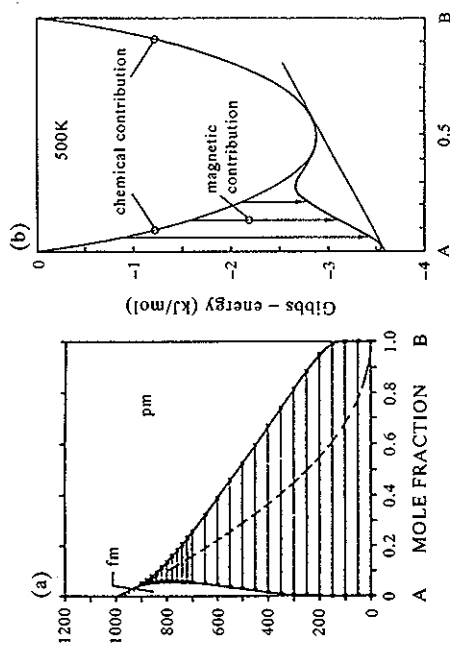 (a)
1200
1000
800
600
400
200
0
fm
pm
0
0.2
0.4
0.6
0.8
1.0
A MOLE FRACTION B
(b)
0
-1
-2
-3
-4
Gibbs – energy (kJ/mol)
500K
chemical contribution
magnetic
contribution
A
0.5
B